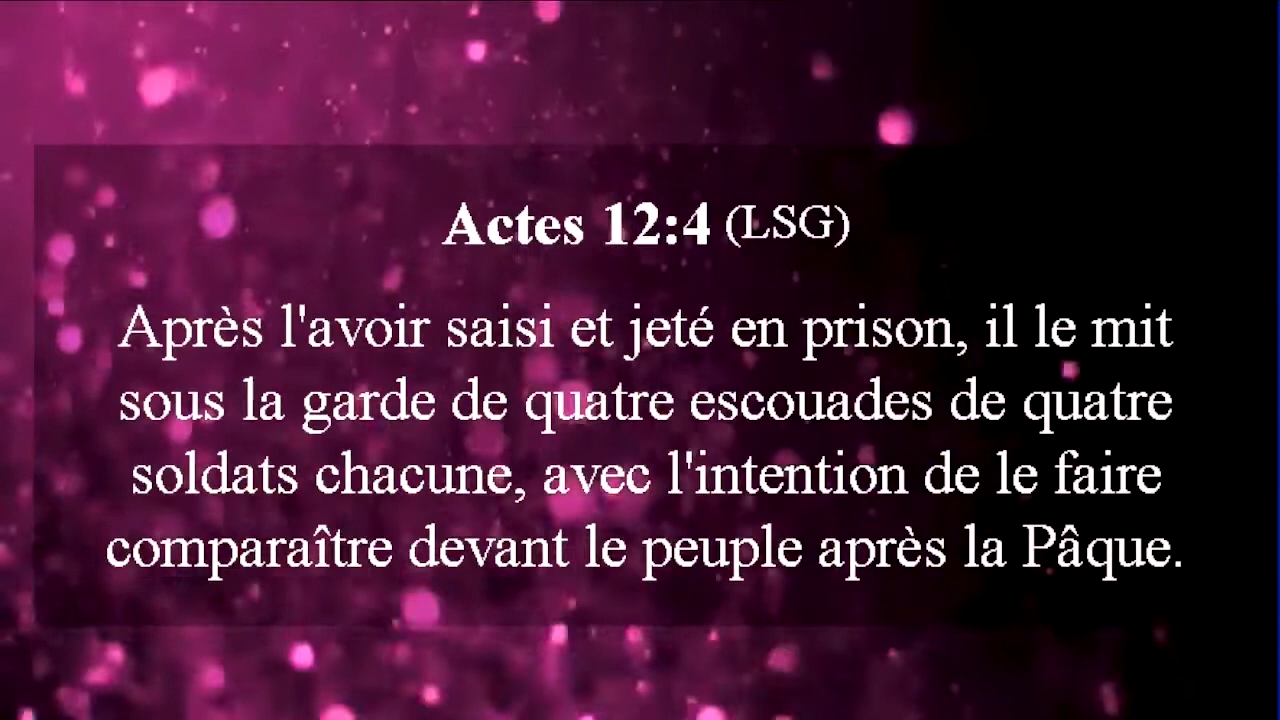 Actes 12:4 (LSG)
Après l'avoir saisi et jeté en prison, il le mit
sous la garde de quatre escouades de quatre
soldats chacune, avec l'intention de le faire
comparaître devant le peuple après la Pâque.